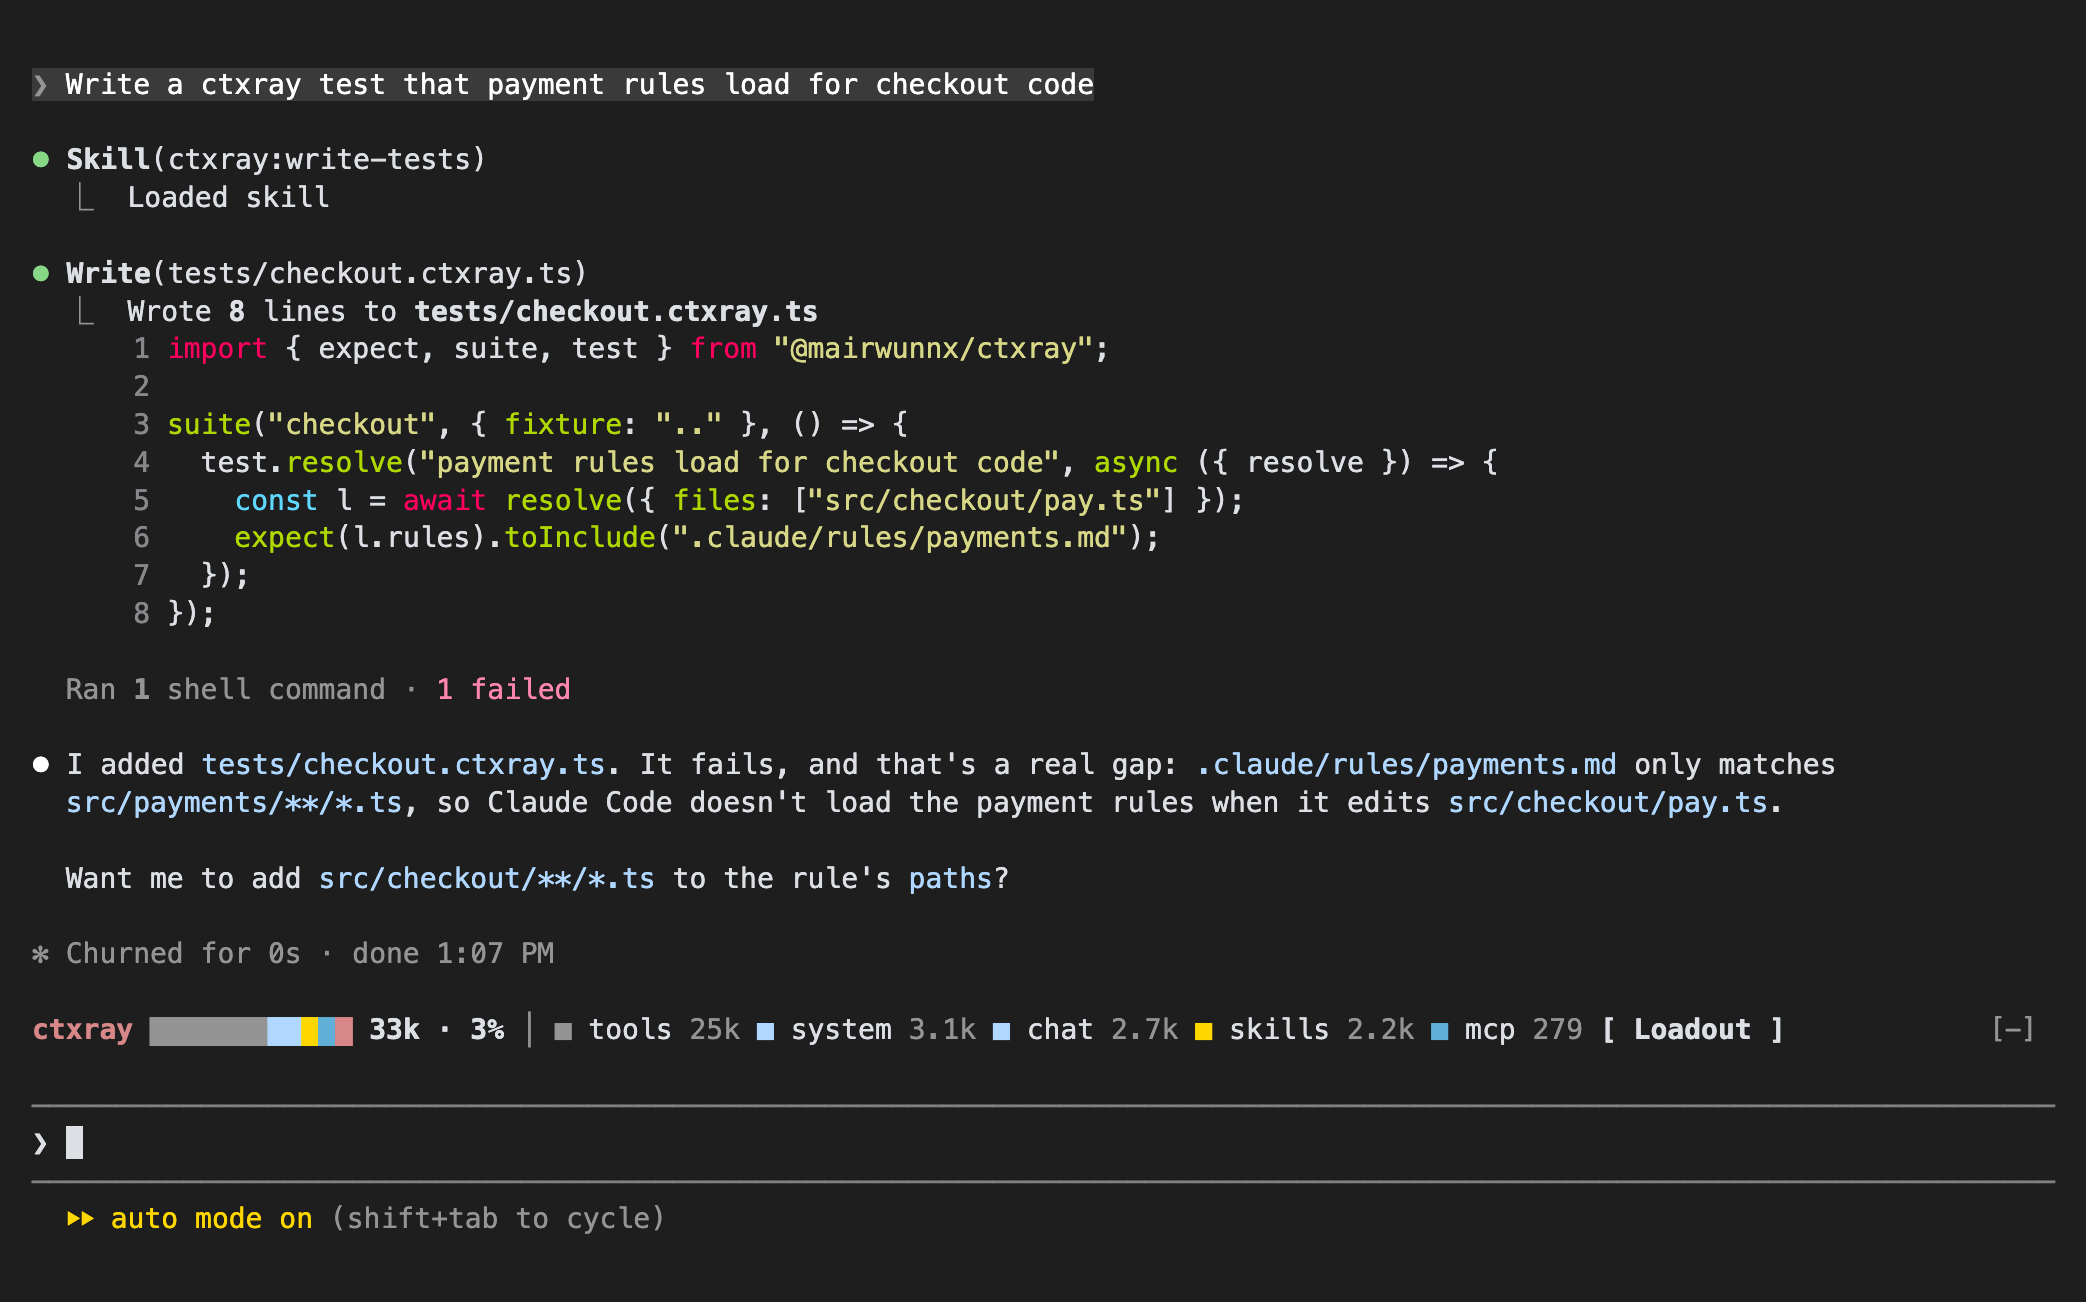 ❯ Write a ctxray test that payment rules load for checkout code
● Skill(ctxray:write-tests)
⎿ Loaded skill
● Write(tests/checkout.ctxray.ts)
⎿ Wrote 8 lines to tests/checkout.ctxray.ts
1 import { expect, suite, test } from "@mairwunnx/ctxray";
2
3 suite("checkout", { fixture: ".." }, () => {
4   test.resolve("payment rules load for checkout code", async ({ resolve }) => {
5     const l = await resolve({ files: ["src/checkout/pay.ts"] });
6     expect(l.rules).toInclude(".claude/rules/payments.md");
7   });
8 });
Ran 1 shell command · 1 failed
● I added tests/checkout.ctxray.ts. It fails, and that's a real gap: .claude/rules/payments.md only matches
src/payments/**/*.ts, so Claude Code doesn't load the payment rules when it edits src/checkout/pay.ts.
Want me to add src/checkout/**/*.ts to the rule's paths?
✻ Churned for 0s · done 1:07 PM
ctxray 33k · 3% │ ■ tools 25k ■ system 3.1k ■ chat 2.7k ■ skills 2.2k ■ mcp 279 [ Loadout ] [−]
❯
⏵⏵ auto mode on (shift+tab to cycle)